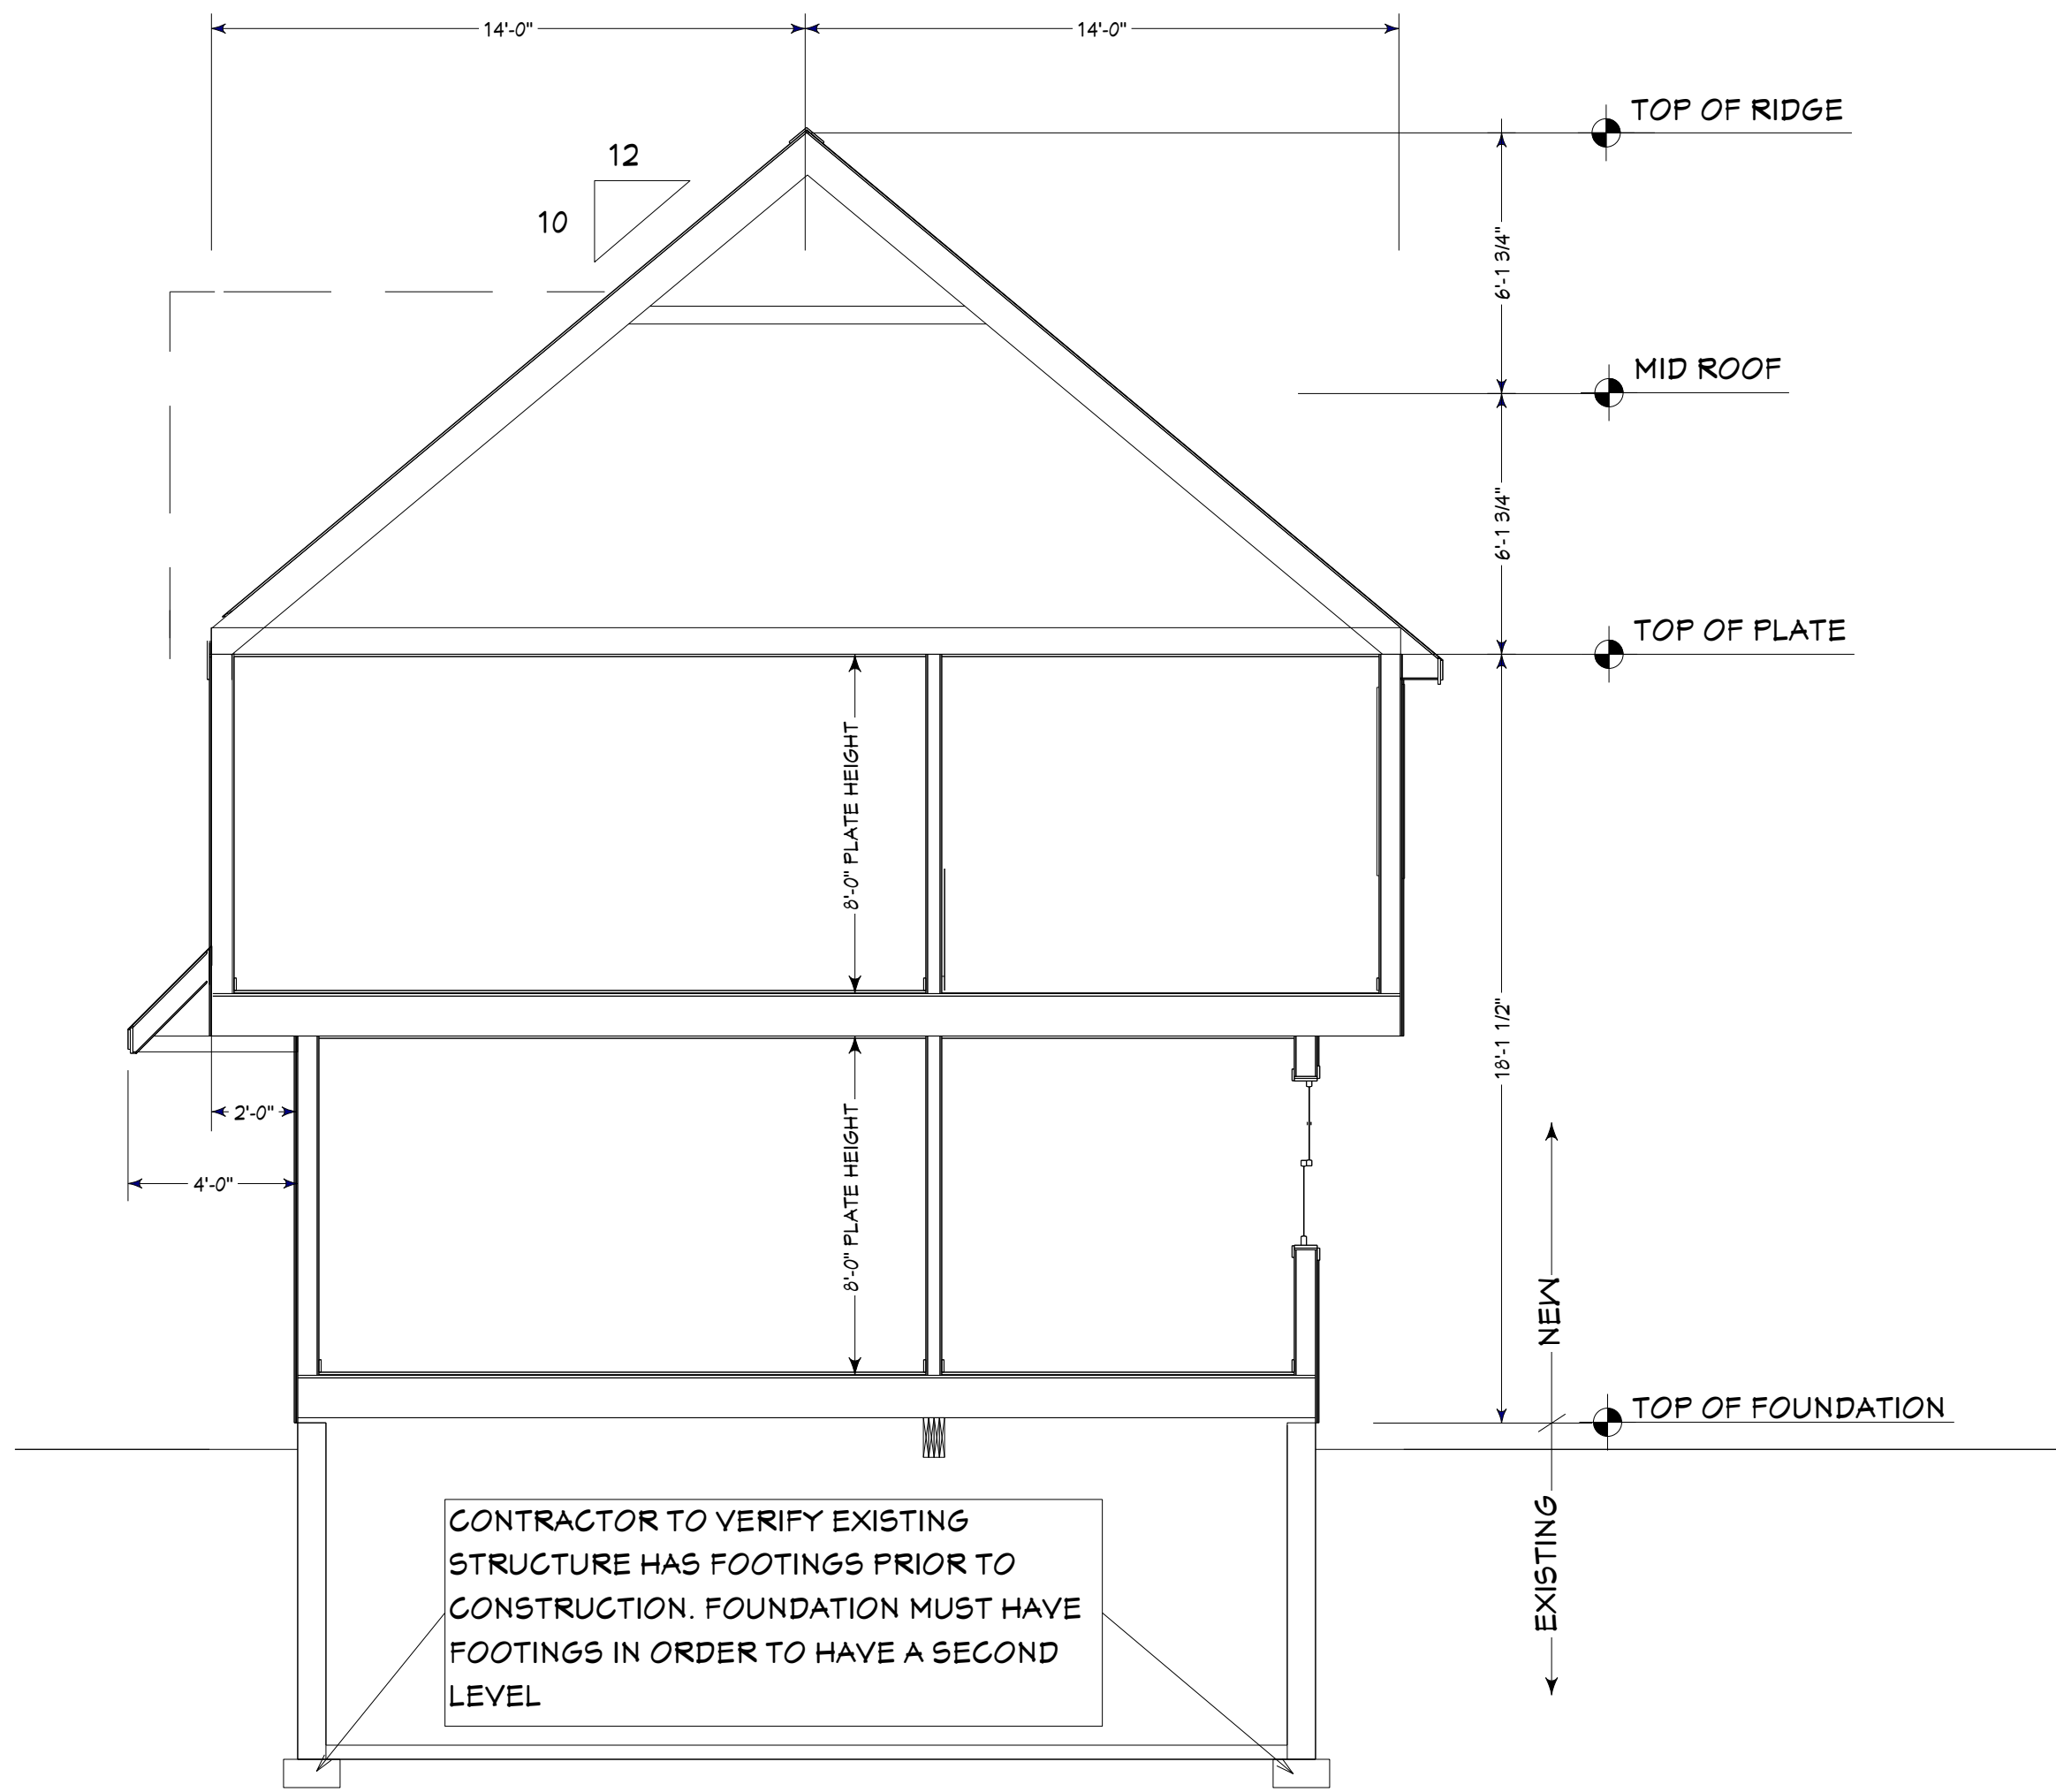 14'-0" 14'-0"
TOP OF RIDGE
12
10
6'-1 3/4"
MID ROOF
6'-1 3/4"
TOP OF PLATE
8'-0" PLATE HEIGHT
18'-1 1/2"
2'-0"
4'-0"
8'-0" PLATE HEIGHT
NEW
TOP OF FOUNDATION
EXISTING
CONTRACTOR TO VERIFY EXISTING
STRUCTURE HAS FOOTINGS PRIOR TO
CONSTRUCTION. FOUNDATION MUST HAVE
FOOTINGS IN ORDER TO HAVE A SECOND
LEVEL